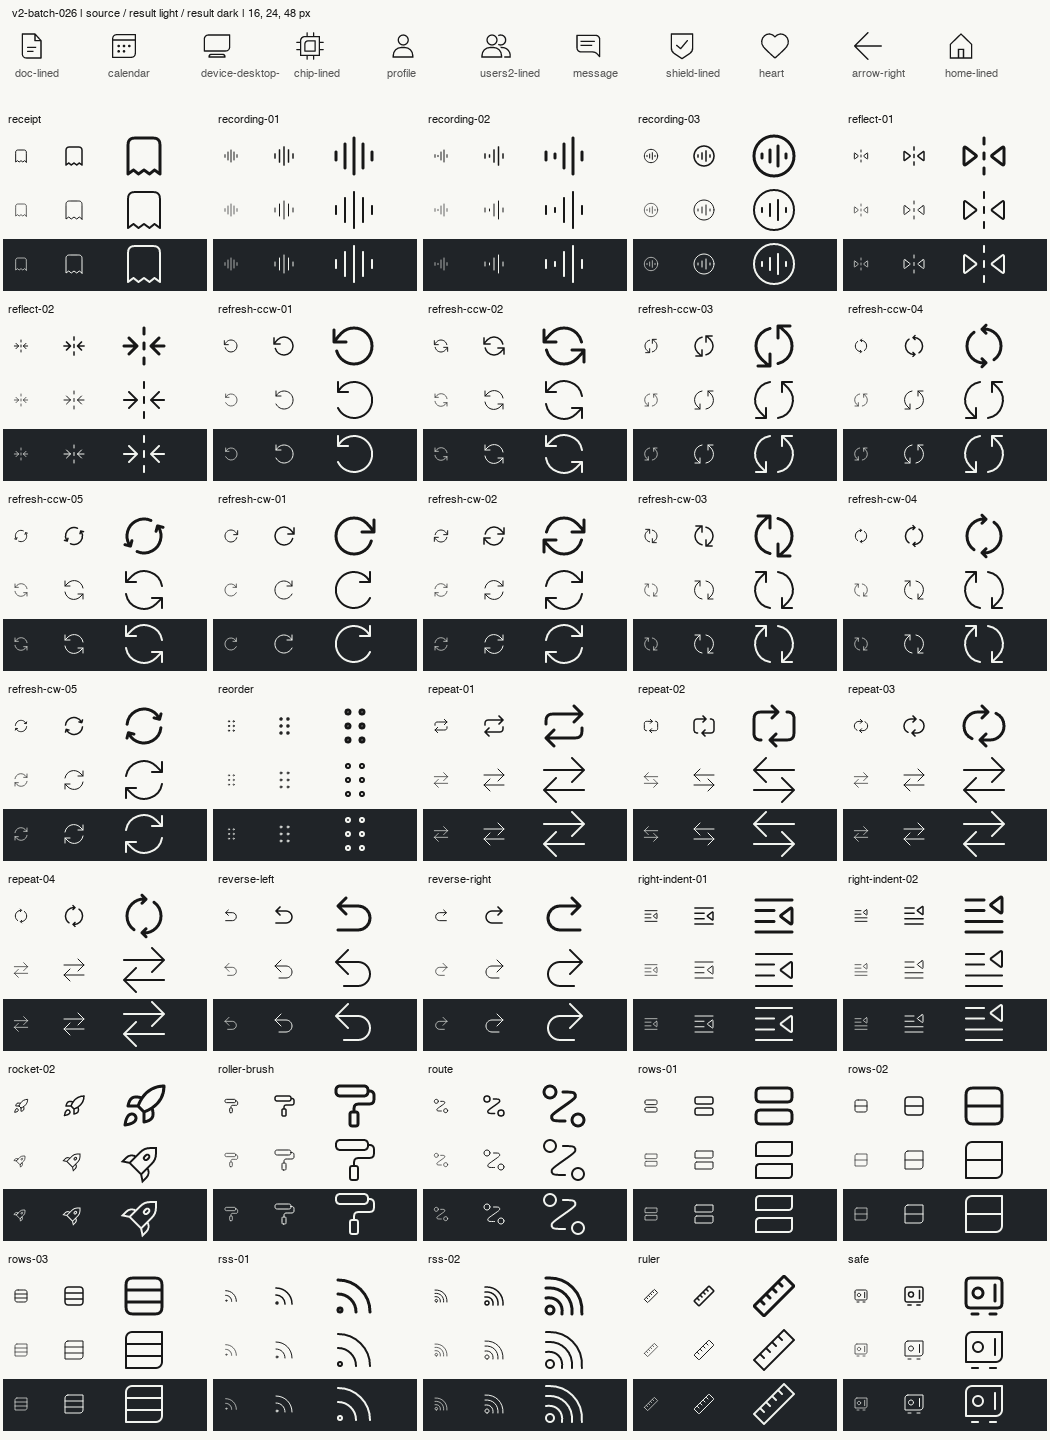 v2-batch-026 | source / result light / result dark | 16, 24, 48 px
doc-lined calendar device-desktop- chip-lined profile users2-lined message shield-lined heart arrow-right home-lined
receipt recording-01 recording-02 recording-03 reflect-01
reflect-02 refresh-ccw-01 refresh-ccw-02 refresh-ccw-03 refresh-ccw-04
refresh-ccw-05 refresh-cw-01 refresh-cw-02 refresh-cw-03 refresh-cw-04
refresh-cw-05 reorder repeat-01 repeat-02 repeat-03
repeat-04 reverse-left reverse-right right-indent-01 right-indent-02
rocket-02 roller-brush route rows-01 rows-02
rows-03 rss-01 rss-02 ruler safe